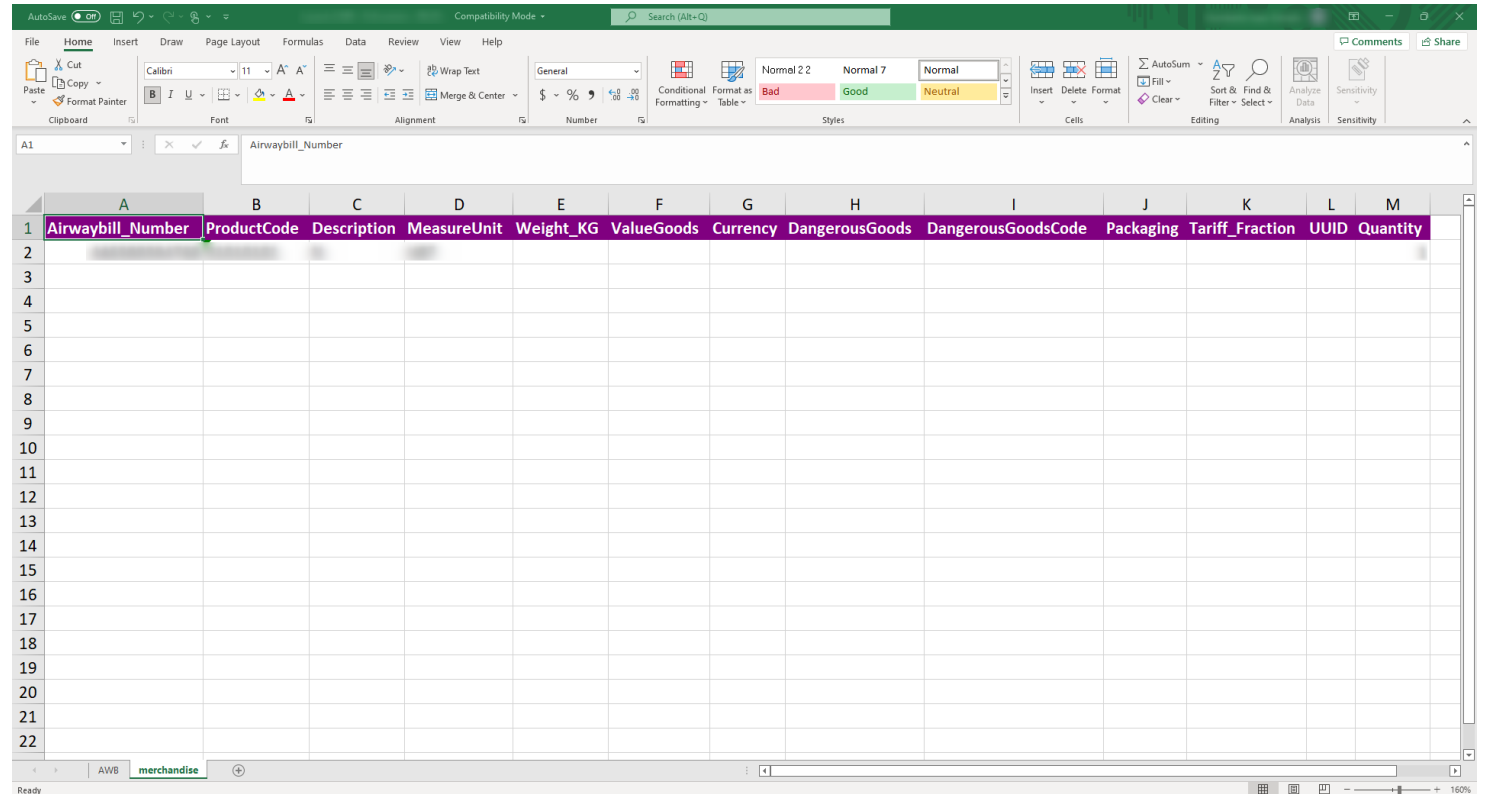 AutoSave Off Compatibility Mode Search (Alt+Q)
File Home Insert Draw Page Layout Formulas Data Review View Help Comments Share
Paste Cut Copy Format Painter
Calibri 11 A A
B I U A
Wrap Text
Merge & Center
General
$ % 9
Conditional Formatting Format as Table
Normal 2 2 Normal 7 Normal
Bad Good Neutral
Insert Delete Format
AutoSum Fill Clear
Sort & Filter Find & Select
Analyze Data Sensitivity
Clipboard Font Alignment Number Styles Cells Editing Analysis Sensitivity
A1 fx Airwaybill_Number
A B C D E F G H I J K L M
1 Airwaybill_Number ProductCode Description MeasureUnit Weight_KG ValueGoods Currency DangerousGoods DangerousGoodsCode Packaging Tariff_Fraction UUID Quantity
2
3
4
5
6
7
8
9
10
11
12
13
14
15
16
17
18
19
20
21
22
AWB merchandise
Ready 160%